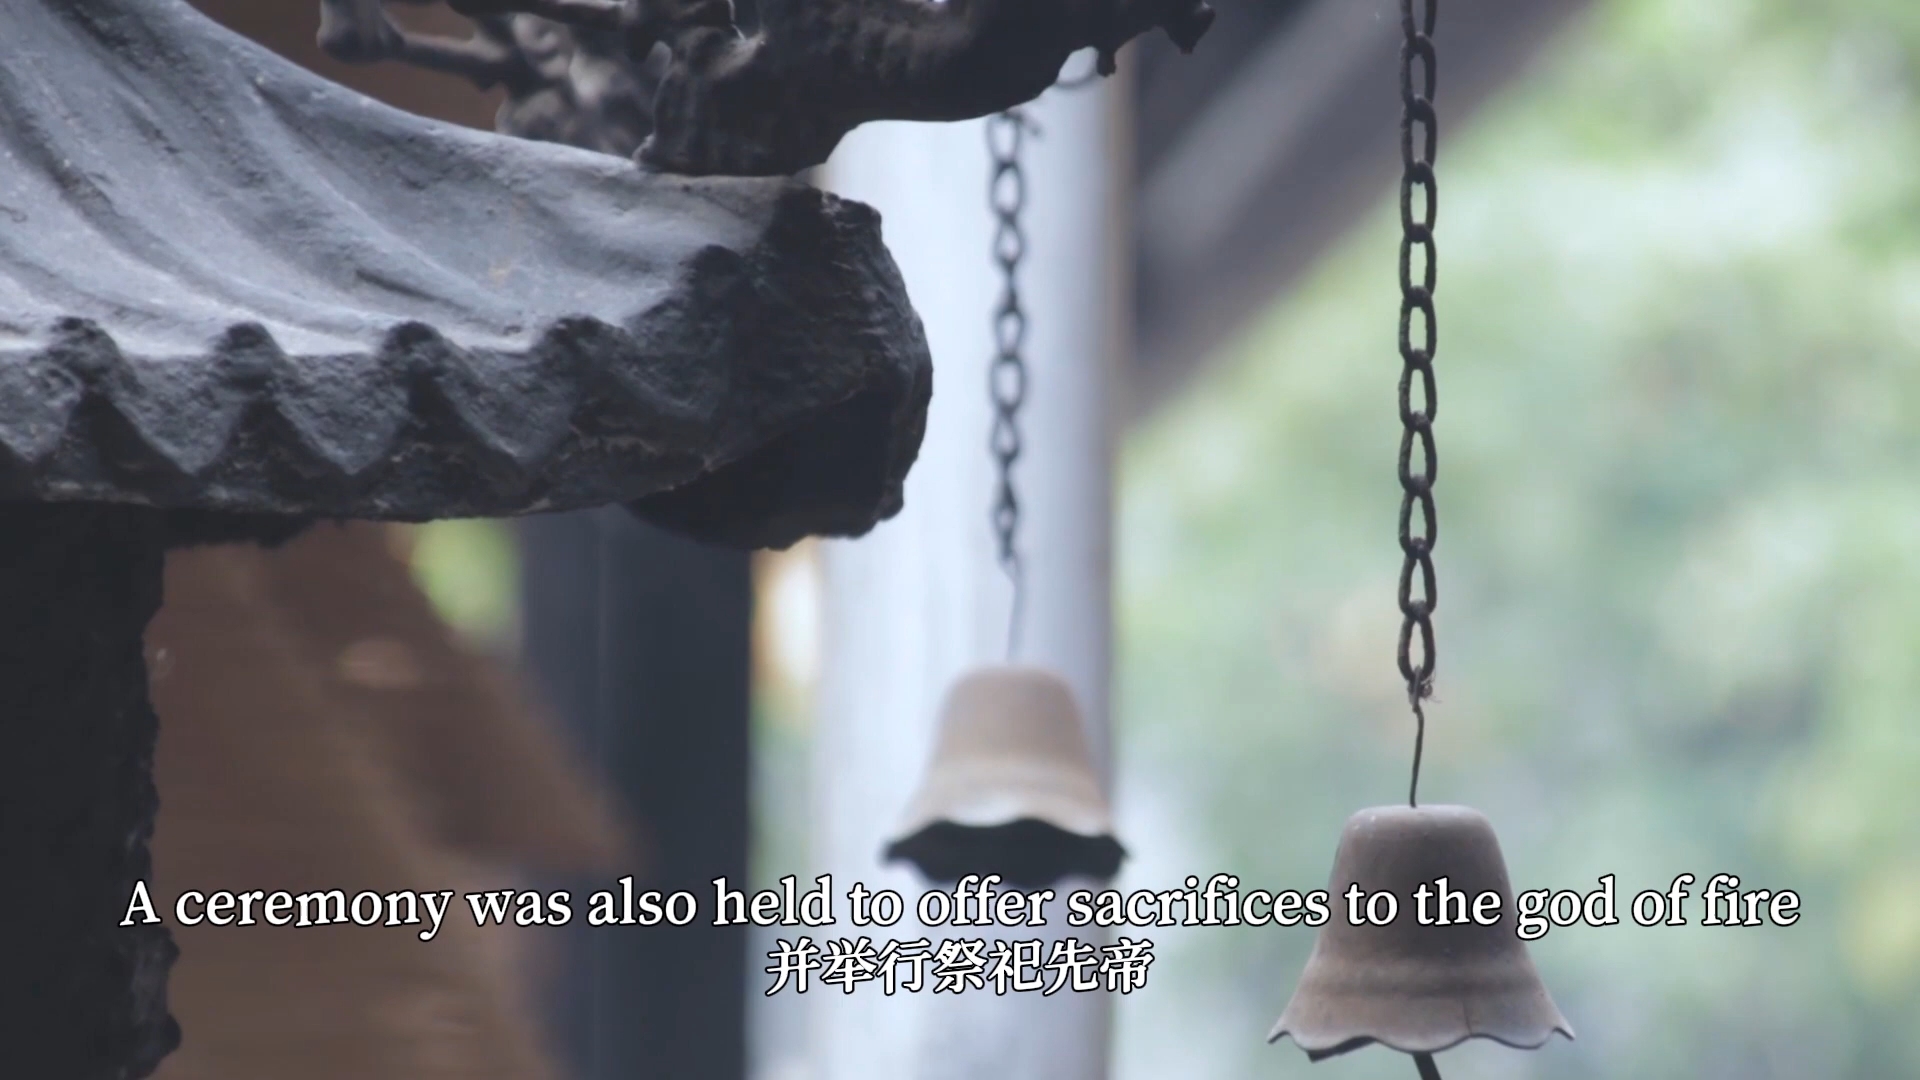 A ceremony was also held to offer sacrifices to the god of fire
并举行祭祀先帝